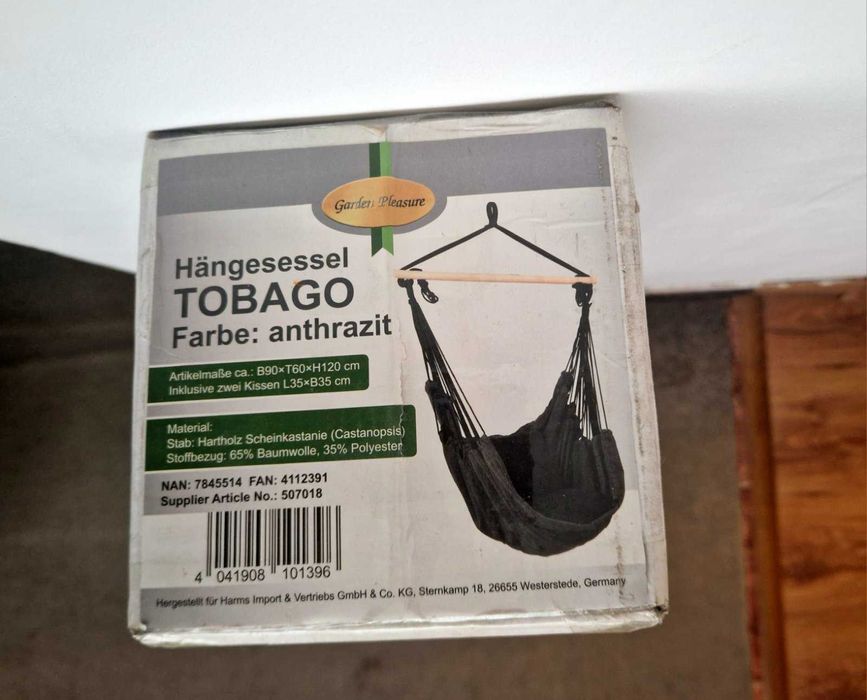 Garden Pleasure
Hängesessel
TOBAGO
Farbe: anthrazit
Artikelmaße ca.: B90×T60×H120 cm
Inklusive zwei Kissen L35×B35 cm
Material:
Stab: Hartholz Scheinkastanie (Castanopsis)
Stoffbezug: 65% Baumwolle, 35% Polyester
NAN: 7845514 FAN: 4112391
Supplier Article No.: 507018
4 041908 101396
Hergestellt für Harms Import & Vertriebs GmbH & Co. KG, Sternkamp 18, 26655 Westerstede, Germany